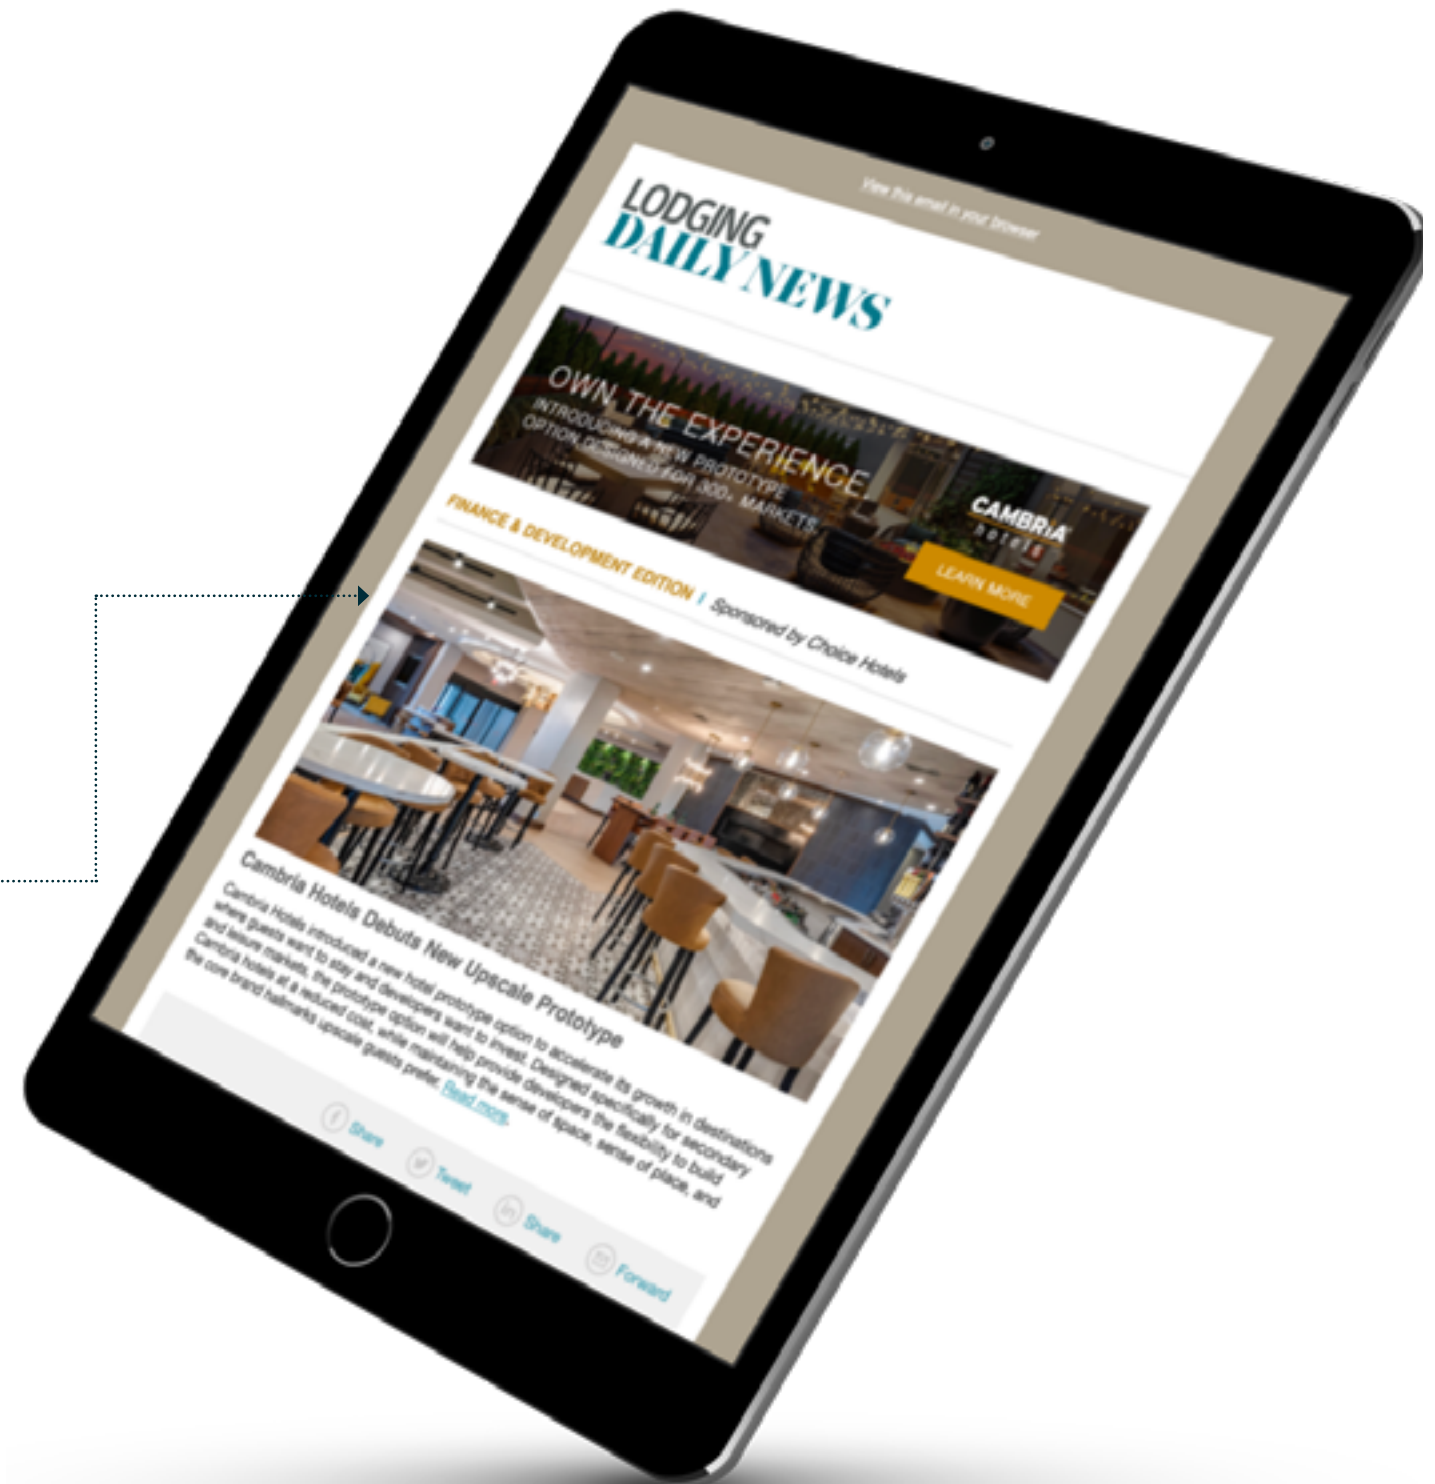 View this email in your browser
LODGING
DAILY NEWS
OWN THE EXPERIENCE.
INTRODUCING A NEW PROTOTYPE
OPTION DESIGNED FOR 300+ MARKETS.
CAMBRIA
hotels
LEARN MORE
FINANCE & DEVELOPMENT EDITION | Sponsored by Choice Hotels
Cambria Hotels Debuts New Upscale Prototype
Cambria Hotels introduced a new hotel prototype option to accelerate its growth in destinations
where guests want to stay and developers want to invest. Designed specifically for secondary
and leisure markets, the prototype option will help provide developers the flexibility to build
Cambria hotels at a reduced cost, while maintaining the sense of space, sense of place, and
the core brand hallmarks upscale guests prefer. Read more.
Share
Tweet
Share
Forward